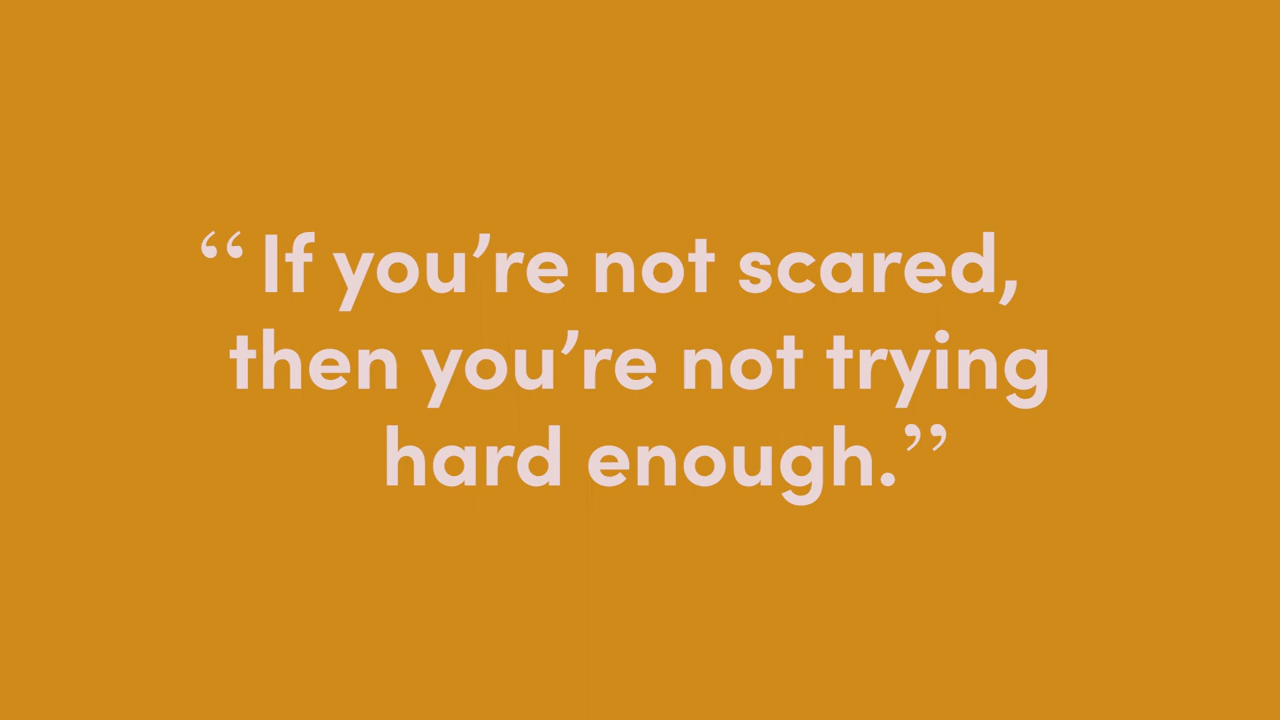 “If you’re not scared,
then you’re not trying
hard enough.”